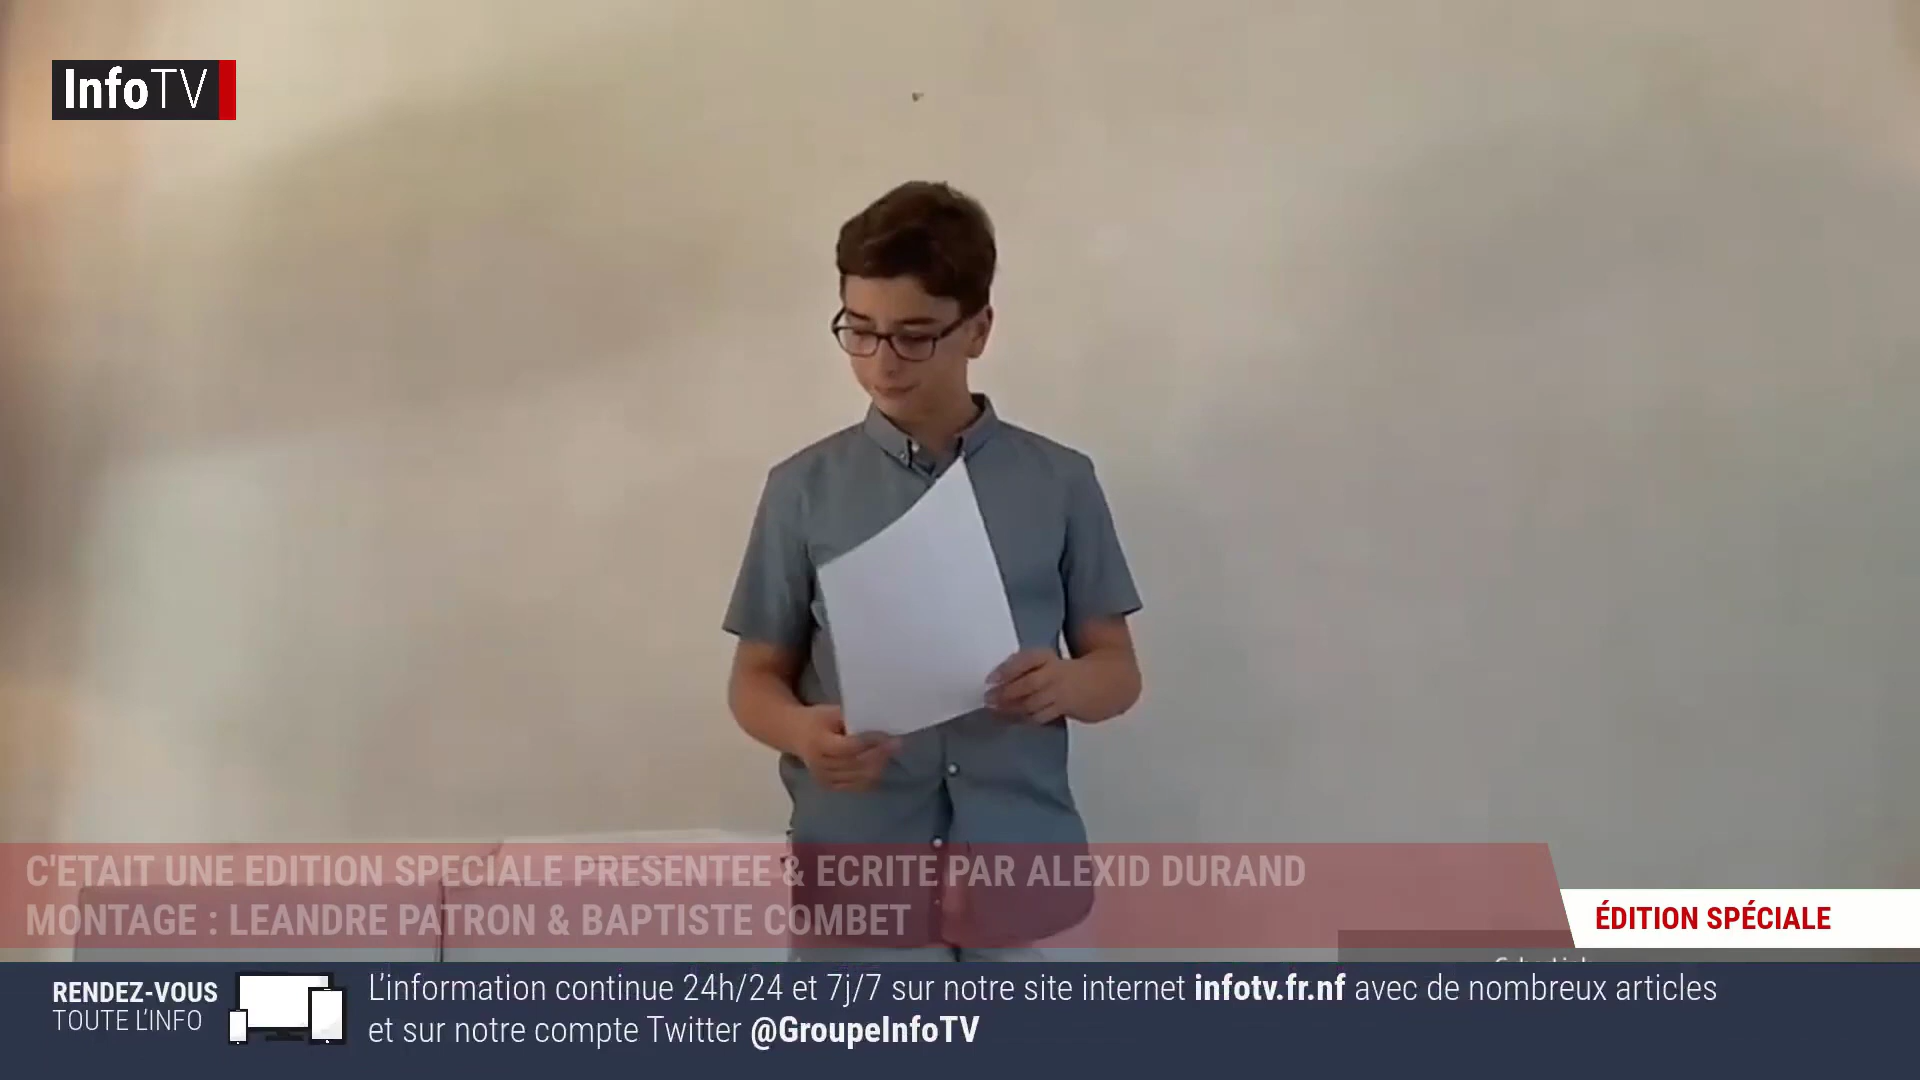 InfoTV
C'ETAIT UNE EDITION SPECIALE PRESENTEE & ECRITE PAR ALEXID DURAND
MONTAGE : LEANDRE PATRON & BAPTISTE COMBET
ÉDITION SPÉCIALE
RENDEZ-VOUS
TOUTE L'INFO
L'information continue 24h/24 et 7j/7 sur notre site internet infotv.fr.nf avec de nombreux articles
et sur notre compte Twitter @GroupeInfoTV